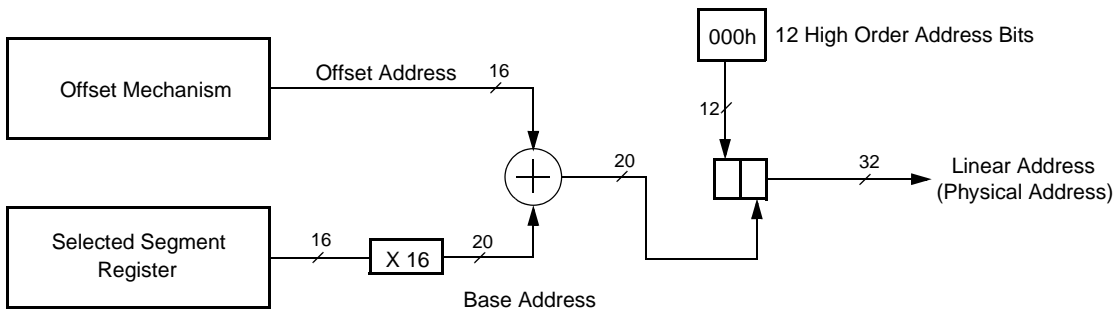 000h
12 High Order Address Bits
Offset Mechanism
Offset Address
16
12
20
32
Linear Address
(Physical Address)
Selected Segment
Register
16
X 16
20
Base Address